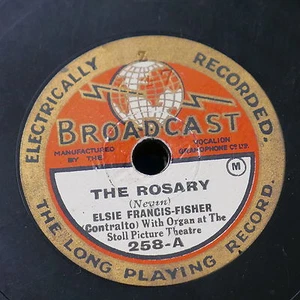 ELECTRICALLY RECORDED.
BROADCAST
MANUFACTURED BY THE
VOCALION GRAMOPHONE Co LTD.
M
THE ROSARY
(Nevin)
ELSIE FRANCIS-FISHER
(Contralto) With Organ at The
Stoll Picture Theatre
258-A
THE LONG PLAYING RECORD.